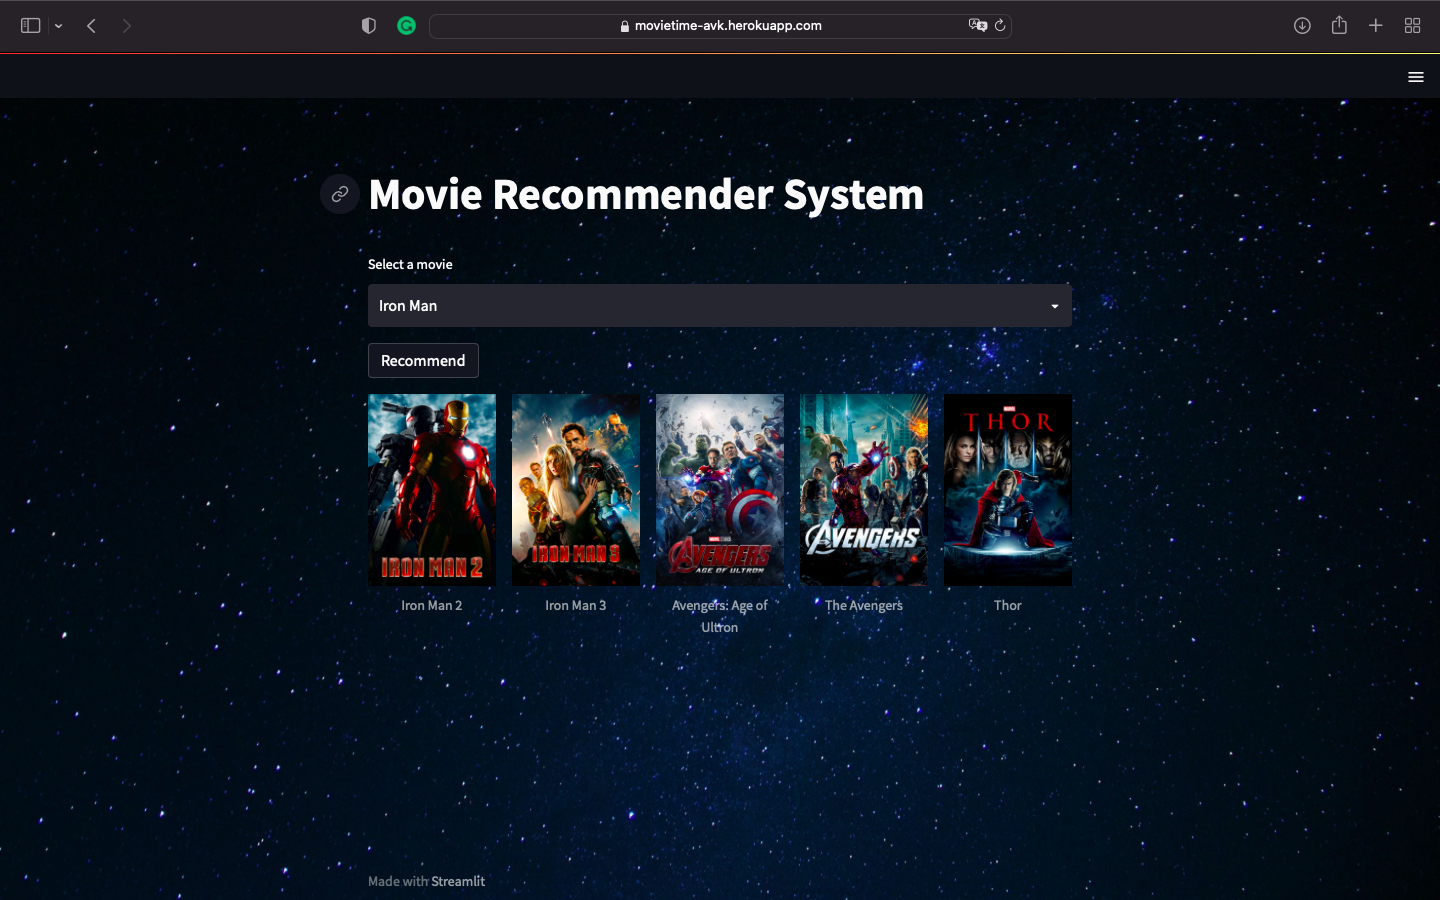 movietime-avk.herokuapp.com
Movie Recommender System
Select a movie
Iron Man
Recommend
IRON MAN 2
IRON MAN 3
MARVEL
AVENGERS
AGE OF ULTRON
AVENGERS
MARVEL
THOR
Iron Man 2
Iron Man 3
Avengers: Age of
Ultron
The Avengers
Thor
Made with Streamlit